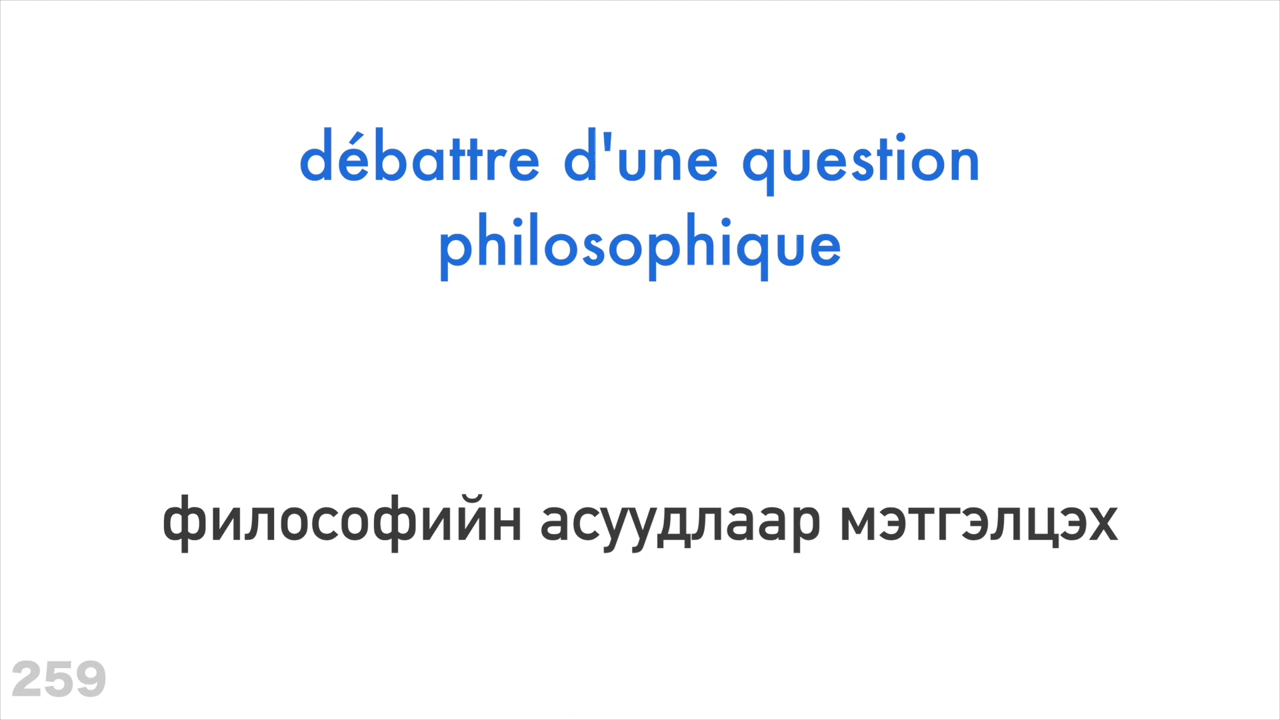 débattre d'une question
philosophique
философийн асуудлаар мэтгэлцэх
259